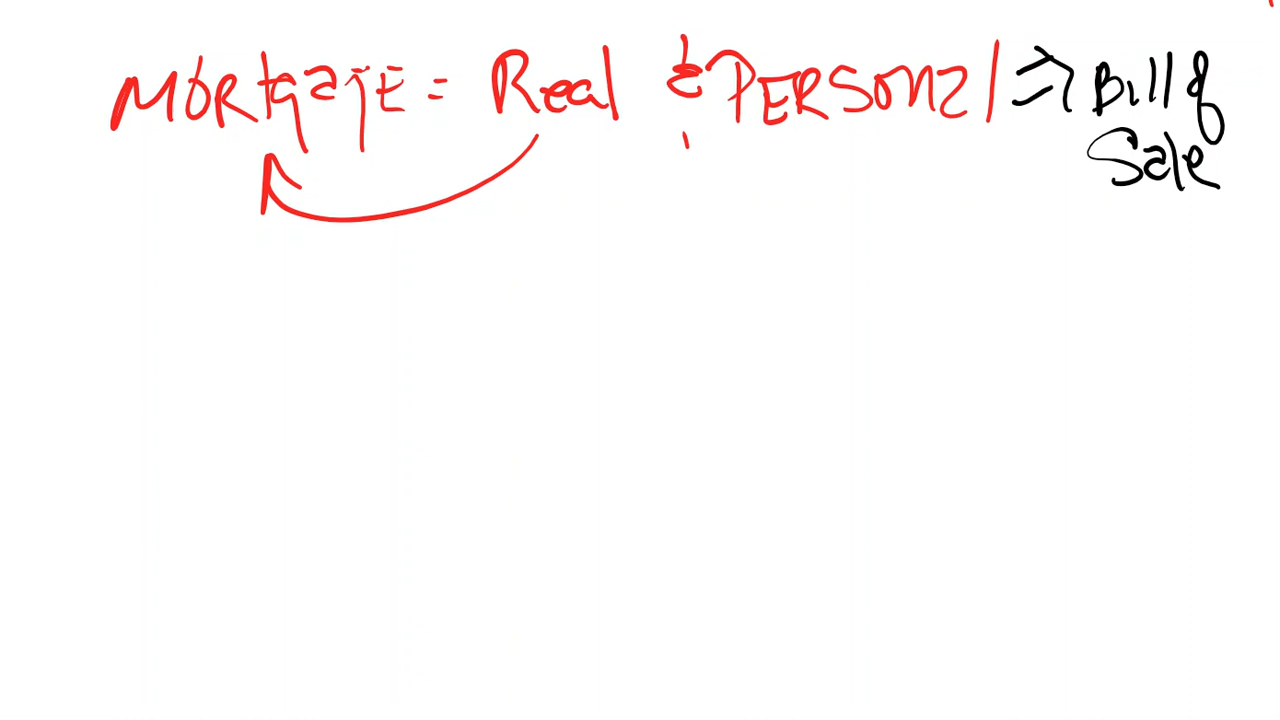 MORtgagE = Real & PERSONal ⇒ Bill of
Sale